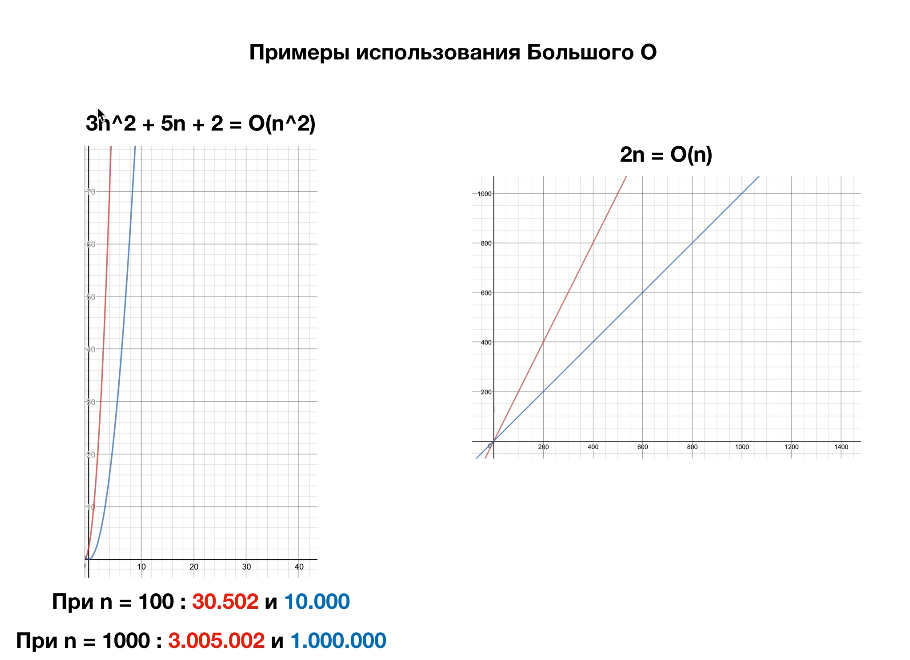 Примеры использования Большого О
3n^2 + 5n + 2 = O(n^2)
70
60
50
40
30
20
10
10 20 30 40
При n = 100 : 30.502 и 10.000
При n = 1000 : 3.005.002 и 1.000.000
2n = O(n)
1000
800
600
400
200
0 200 400 600 800 1000 1200 1400